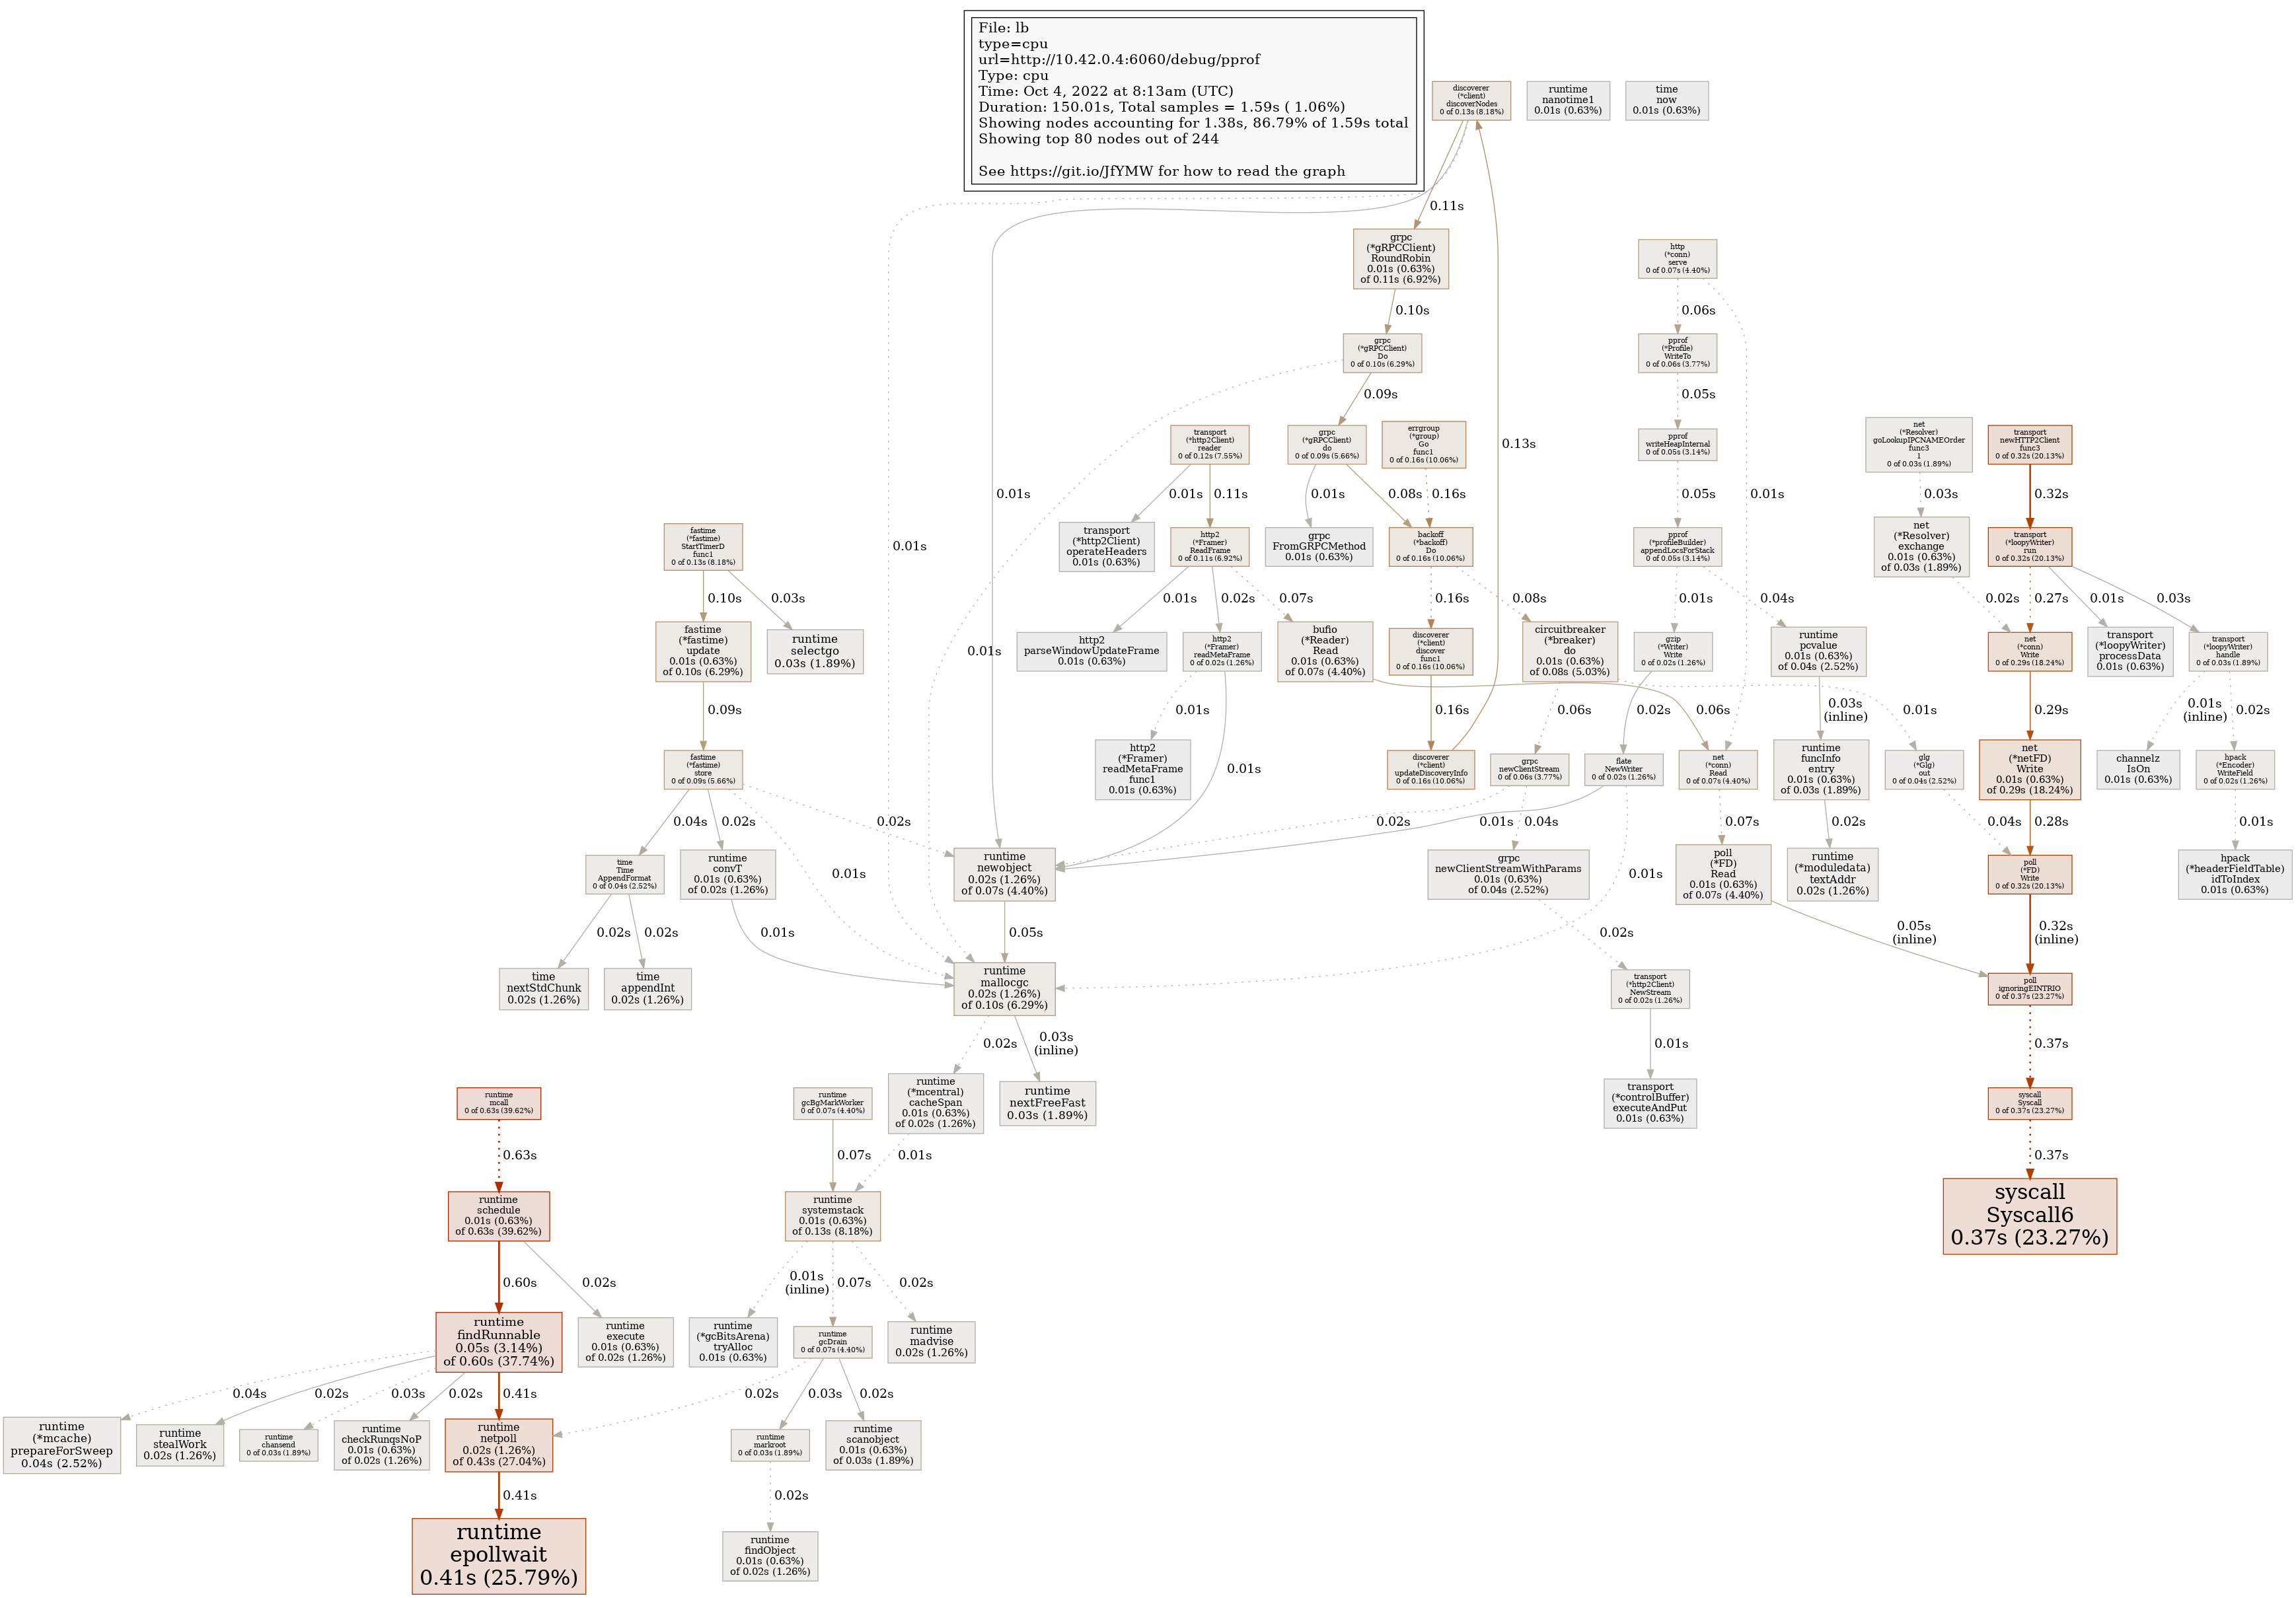 File: lb
type=cpu
url=http://10.42.0.4:6060/debug/pprof
Type: cpu
Time: Oct 4, 2022 at 8:13am (UTC)
Duration: 150.01s, Total samples = 1.59s ( 1.06%)
Showing nodes accounting for 1.38s, 86.79% of 1.59s total
Showing top 80 nodes out of 244
See https://git.io/JfYMW for how to read the graph
discoverer
(*client)
discoverNodes
0 of 0.13s (8.18%)
runtime
nanotime1
0.01s (0.63%)
time
now
0.01s (0.63%)
0.11s
grpc
(*gRPCClient)
RoundRobin
0.01s (0.63%)
of 0.11s (6.92%)
http
(*conn)
serve
0 of 0.07s (4.40%)
0.10s
0.06s
grpc
(*gRPCClient)
Do
0 of 0.10s (6.29%)
pprof
(*Profile)
WriteTo
0 of 0.06s (3.77%)
0.09s
0.05s
transport
(*http2Client)
reader
0 of 0.12s (7.55%)
grpc
(*gRPCClient)
do
0 of 0.09s (5.66%)
errgroup
(*group)
Go
func1
0 of 0.16s (10.06%)
0.13s
pprof
writeHeapInternal
0 of 0.05s (3.14%)
net
(*Resolver)
goLookupIPCNAMEOrder
func3
1
0 of 0.03s (1.89%)
transport
newHTTP2Client
func3
0 of 0.32s (20.13%)
0.01s
0.01s
0.11s
0.01s
0.08s
0.16s
0.05s
0.01s
0.03s
0.32s
fastime
(*fastime)
StartTimerD
func1
0 of 0.13s (8.18%)
0.01s
transport
(*http2Client)
operateHeaders
0.01s (0.63%)
http2
(*Framer)
ReadFrame
0 of 0.11s (6.92%)
grpc
FromGRPCMethod
0.01s (0.63%)
backoff
(*backoff)
Do
0 of 0.16s (10.06%)
pprof
(*profileBuilder)
appendLocsForStack
0 of 0.05s (3.14%)
net
(*Resolver)
exchange
0.01s (0.63%)
of 0.03s (1.89%)
transport
(*loopyWriter)
run
0 of 0.32s (20.13%)
0.10s
0.03s
0.01s
0.02s
0.07s
0.16s
0.08s
0.01s
0.04s
0.02s
0.27s
0.01s
0.03s
fastime
(*fastime)
update
0.01s (0.63%)
of 0.10s (6.29%)
runtime
selectgo
0.03s (1.89%)
0.01s
http2
parseWindowUpdateFrame
0.01s (0.63%)
http2
(*Framer)
readMetaFrame
0 of 0.02s (1.26%)
bufio
(*Reader)
Read
0.01s (0.63%)
of 0.07s (4.40%)
discoverer
(*client)
discover
func1
0 of 0.16s (10.06%)
circuitbreaker
(*breaker)
do
0.01s (0.63%)
of 0.08s (5.03%)
gzip
(*Writer)
Write
0 of 0.02s (1.26%)
runtime
pcvalue
0.01s (0.63%)
of 0.04s (2.52%)
net
(*conn)
Write
0 of 0.29s (18.24%)
transport
(*loopyWriter)
processData
0.01s (0.63%)
transport
(*loopyWriter)
handle
0 of 0.03s (1.89%)
0.09s
0.01s
0.16s
0.06s
0.02s
0.06s
0.03s
(inline)
0.01s
0.29s
0.01s
(inline)
0.02s
fastime
(*fastime)
store
0 of 0.09s (5.66%)
http2
(*Framer)
readMetaFrame
func1
0.01s (0.63%)
0.01s
discoverer
(*client)
updateDiscoveryInfo
0 of 0.16s (10.06%)
grpc
newClientStream
0 of 0.06s (3.77%)
flate
NewWriter
0 of 0.02s (1.26%)
net
(*conn)
Read
0 of 0.07s (4.40%)
runtime
funcInfo
entry
0.01s (0.63%)
of 0.03s (1.89%)
glg
(*Glg)
out
0 of 0.04s (2.52%)
net
(*netFD)
Write
0.01s (0.63%)
of 0.29s (18.24%)
channelz
IsOn
0.01s (0.63%)
hpack
(*Encoder)
WriteField
0 of 0.02s (1.26%)
0.04s
0.02s
0.02s
0.02s
0.01s
0.04s
0.07s
0.02s
0.04s
0.28s
0.01s
time
Time
AppendFormat
0 of 0.04s (2.52%)
runtime
convT
0.01s (0.63%)
of 0.02s (1.26%)
0.01s
runtime
newobject
0.02s (1.26%)
of 0.07s (4.40%)
grpc
newClientStreamWithParams
0.01s (0.63%)
of 0.04s (2.52%)
0.01s
poll
(*FD)
Read
0.01s (0.63%)
of 0.07s (4.40%)
runtime
(*moduledata)
textAddr
0.02s (1.26%)
poll
(*FD)
Write
0 of 0.32s (20.13%)
hpack
(*headerFieldTable)
idToIndex
0.01s (0.63%)
0.02s
0.02s
0.01s
0.05s
0.02s
0.05s
(inline)
0.32s
(inline)
time
nextStdChunk
0.02s (1.26%)
time
appendInt
0.02s (1.26%)
runtime
mallocgc
0.02s (1.26%)
of 0.10s (6.29%)
transport
(*http2Client)
NewStream
0 of 0.02s (1.26%)
poll
ignoringEINTRIO
0 of 0.37s (23.27%)
0.02s
0.03s
(inline)
0.01s
0.37s
runtime
mcall
0 of 0.63s (39.62%)
runtime
gcBgMarkWorker
0 of 0.07s (4.40%)
runtime
(*mcentral)
cacheSpan
0.01s (0.63%)
of 0.02s (1.26%)
runtime
nextFreeFast
0.03s (1.89%)
transport
(*controlBuffer)
executeAndPut
0.01s (0.63%)
syscall
Syscall
0 of 0.37s (23.27%)
0.63s
0.07s
0.01s
0.37s
runtime
schedule
0.01s (0.63%)
of 0.63s (39.62%)
runtime
systemstack
0.01s (0.63%)
of 0.13s (8.18%)
syscall
Syscall6
0.37s (23.27%)
0.60s
0.02s
0.01s
(inline)
0.07s
0.02s
runtime
findRunnable
0.05s (3.14%)
of 0.60s (37.74%)
runtime
execute
0.01s (0.63%)
of 0.02s (1.26%)
runtime
(*gcBitsArena)
tryAlloc
0.01s (0.63%)
runtime
gcDrain
0 of 0.07s (4.40%)
runtime
madvise
0.02s (1.26%)
0.04s
0.02s
0.03s
0.02s
0.41s
0.02s
0.03s
0.02s
runtime
(*mcache)
prepareForSweep
0.04s (2.52%)
runtime
stealWork
0.02s (1.26%)
runtime
chansend
0 of 0.03s (1.89%)
runtime
checkRunqsNoP
0.01s (0.63%)
of 0.02s (1.26%)
runtime
netpoll
0.02s (1.26%)
of 0.43s (27.04%)
runtime
markroot
0 of 0.03s (1.89%)
runtime
scanobject
0.01s (0.63%)
of 0.03s (1.89%)
0.41s
0.02s
runtime
epollwait
0.41s (25.79%)
runtime
findObject
0.01s (0.63%)
of 0.02s (1.26%)